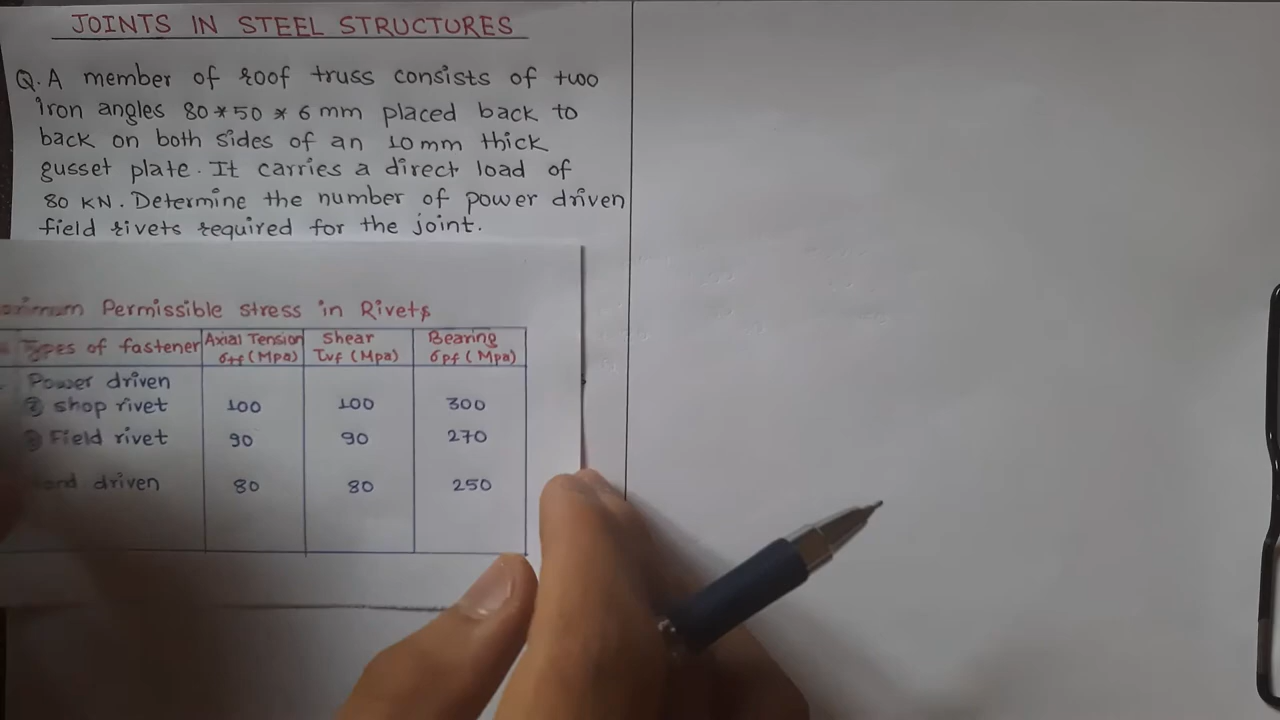 JOINTS IN STEEL STRUCTURES
Q. A member of roof truss consists of two
iron angles 80*50*6 mm placed back to
back on both sides of an 10mm thick
gusset plate. It carries a direct load of
80 KN. Determine the number of power driven
field rivets required for the joint.
Permissible stress in Rivets
Types of fastener Axial Tension σtf (Mpa) Shear τvf (Mpa) Bearing σpf (Mpa)
Power driven
shop rivet 100 100 300
Field rivet 90 90 270
driven 80 80 250